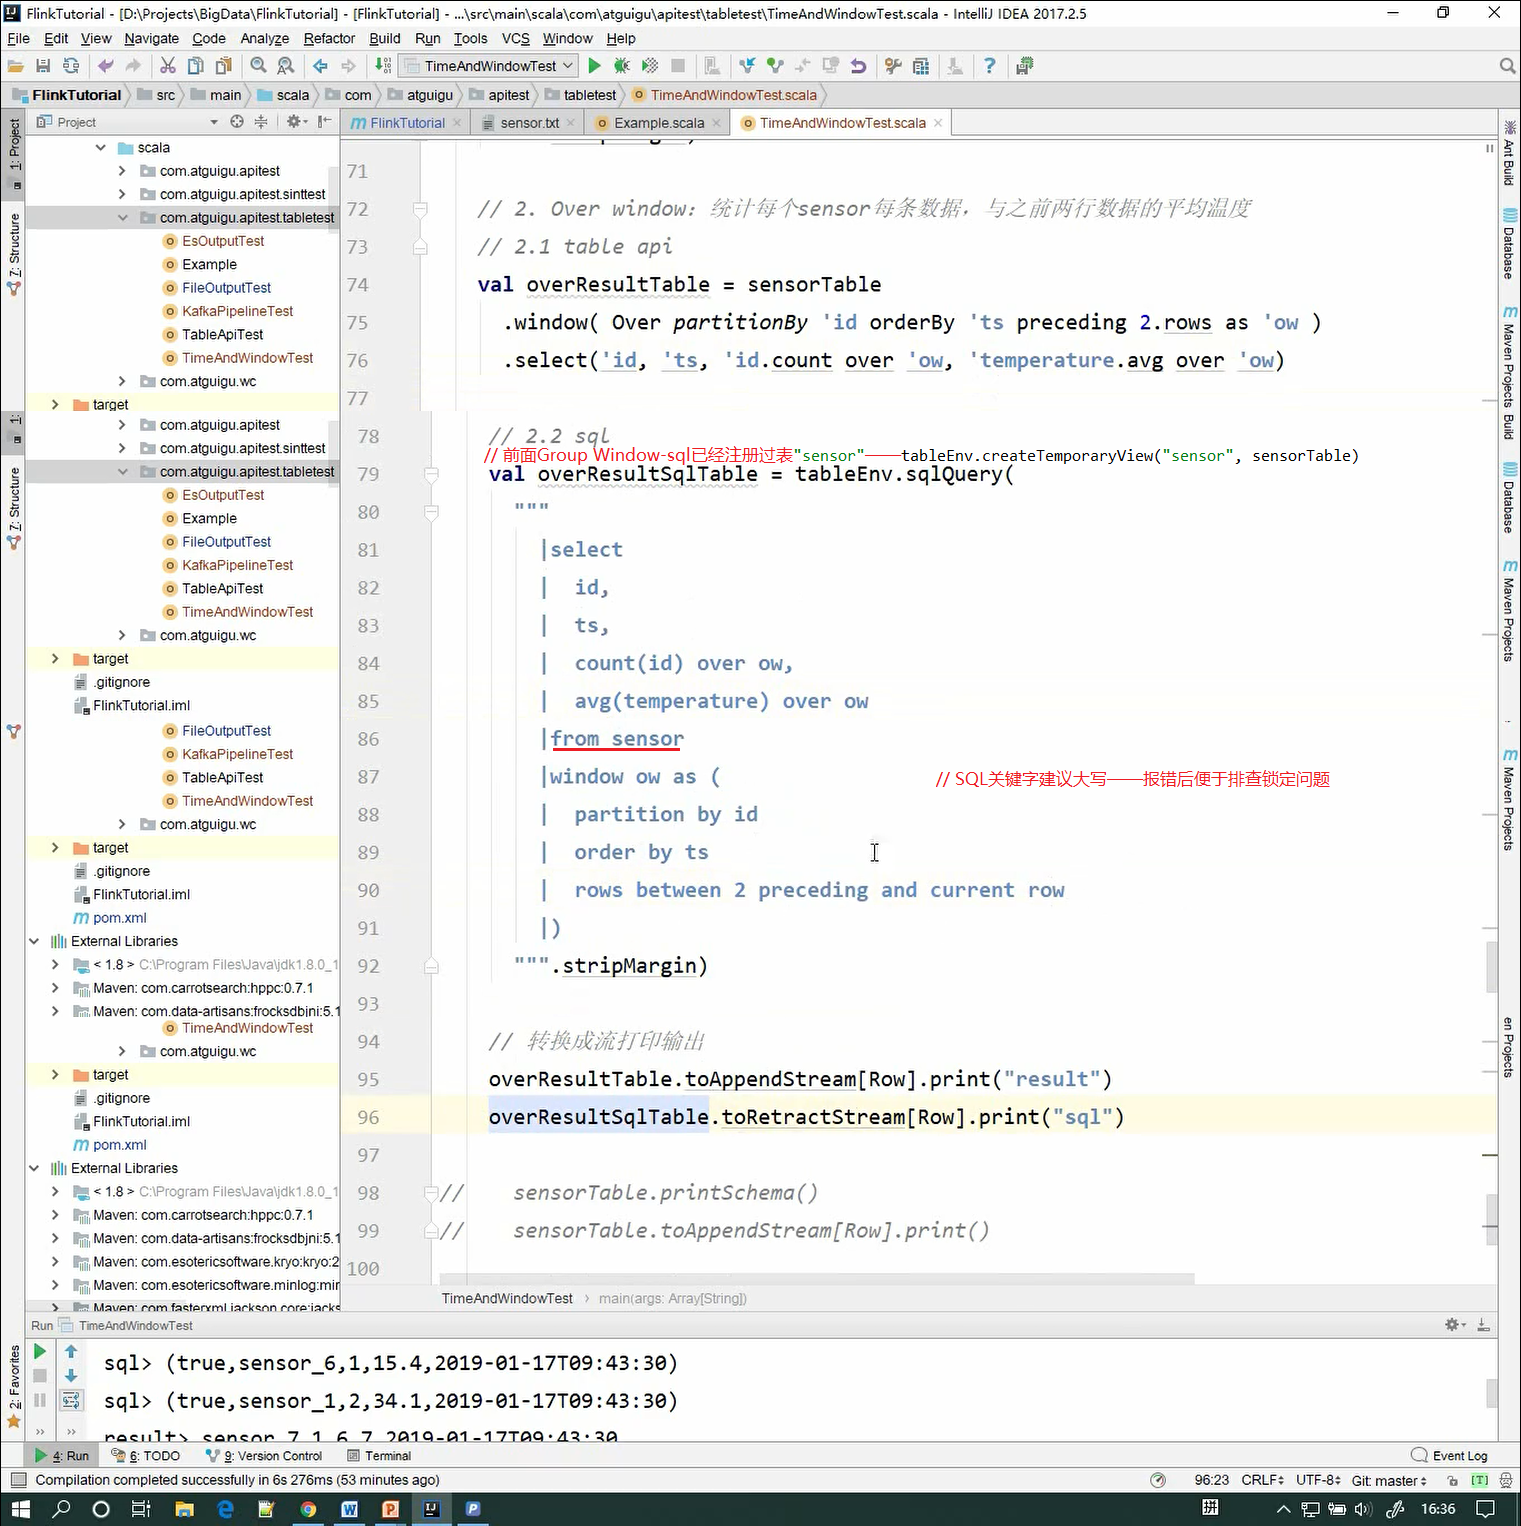 FlinkTutorial - [D:\Projects\BigData\FlinkTutorial] - [FlinkTutorial] - ...\src\main\scala\com\atguigu\apitest\tabletest\TimeAndWindowTest.scala - IntelliJ IDEA 2017.2.5
File Edit View Navigate Code Analyze Refactor Build Run Tools VCS Window Help
TimeAndWindowTest
FlinkTutorial src main scala com atguigu apitest tabletest TimeAndWindowTest.scala
Project
FlinkTutorial sensor.txt Example.scala TimeAndWindowTest.scala
1: Project
7: Structure
1:
7: Structure
2: Favorites
scala
com.atguigu.apitest
com.atguigu.apitest.sinttest
com.atguigu.apitest.tabletest
EsOutputTest
Example
FileOutputTest
KafkaPipelineTest
TableApiTest
TimeAndWindowTest
com.atguigu.wc
target
com.atguigu.apitest
com.atguigu.apitest.sinttest
com.atguigu.apitest.tabletest
EsOutputTest
Example
FileOutputTest
KafkaPipelineTest
TableApiTest
TimeAndWindowTest
com.atguigu.wc
target
.gitignore
FlinkTutorial.iml
FileOutputTest
KafkaPipelineTest
TableApiTest
TimeAndWindowTest
com.atguigu.wc
target
.gitignore
FlinkTutorial.iml
pom.xml
External Libraries
< 1.8 > C:\Program Files\Java\jdk1.8.0_1
Maven: com.carrotsearch:hppc:0.7.1
Maven: com.data-artisans:frocksdbjni:5.1
TimeAndWindowTest
com.atguigu.wc
target
.gitignore
FlinkTutorial.iml
pom.xml
External Libraries
< 1.8 > C:\Program Files\Java\jdk1.8.0_1
Maven: com.carrotsearch:hppc:0.7.1
Maven: com.data-artisans:frocksdbjni:5.1
Maven: com.esotericsoftware.kryo:kryo:2
Maven: com.esotericsoftware.minlog:mir
Maven: com.fasterxml.jackson.core:jacks
71
72 // 2. Over window: 统计每个sensor每条数据，与之前两行数据的平均温度
73 // 2.1 table api
74 val overResultTable = sensorTable
75 .window( Over partitionBy 'id orderBy 'ts preceding 2.rows as 'ow )
76 .select('id, 'ts, 'id.count over 'ow, 'temperature.avg over 'ow)
77
78 // 2.2 sql
// 前面Group Window-sql已经注册过表"sensor"——tableEnv.createTemporaryView("sensor", sensorTable)
79 val overResultSqlTable = tableEnv.sqlQuery(
80 """
81 |select
82 | id,
83 | ts,
84 | count(id) over ow,
85 | avg(temperature) over ow
86 |from sensor
87 |window ow as (
// SQL关键字建议大写——报错后便于排查锁定问题
88 | partition by id
89 | order by ts
90 | rows between 2 preceding and current row
91 |)
92 """.stripMargin)
93
94 // 转换成流打印输出
95 overResultTable.toAppendStream[Row].print("result")
96 overResultSqlTable.toRetractStream[Row].print("sql")
97
98 // sensorTable.printSchema()
99 // sensorTable.toAppendStream[Row].print()
100
TimeAndWindowTest main(args: Array[String])
Ant Build
Database
Maven Projects
Build
Database
Maven Projects
Maven Projects
en Projects
Run TimeAndWindowTest
sql> (true,sensor_6,1,15.4,2019-01-17T09:43:30)
sql> (true,sensor_1,2,34.1,2019-01-17T09:43:30)
result> sensor_7,1,6.7,2019-01-17T09:43:30
4: Run 6: TODO 9: Version Control Terminal Event Log
Compilation completed successfully in 6s 276ms (53 minutes ago) 96:23 CRLF UTF-8 Git: master [T]
拼 16:36